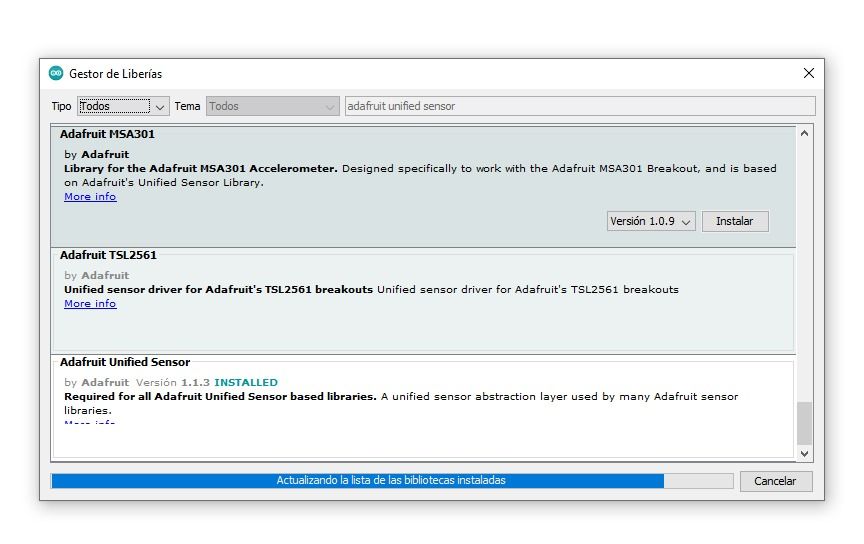 Gestor de Liberías
Tipo Todos Tema Todos adafruit unified sensor
Adafruit MSA301
by Adafruit
Library for the Adafruit MSA301 Accelerometer. Designed specifically to work with the Adafruit MSA301 Breakout, and is based
on Adafruit's Unified Sensor Library.
More info
Versión 1.0.9 Instalar
Adafruit TSL2561
by Adafruit
Unified sensor driver for Adafruit's TSL2561 breakouts Unified sensor driver for Adafruit's TSL2561 breakouts
More info
Adafruit Unified Sensor
by Adafruit Versión 1.1.3 INSTALLED
Required for all Adafruit Unified Sensor based libraries. A unified sensor abstraction layer used by many Adafruit sensor
libraries.
More info
Actualizando la lista de las bibliotecas instaladas
Cancelar